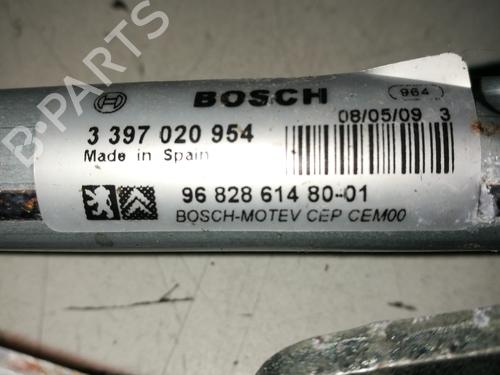 BOSCH
964
3 397 020 954
08/05/09 3
Made in Spain
96 828 614 80-01
BOSCH-MOTEV CEP CEM00
B-PARTS